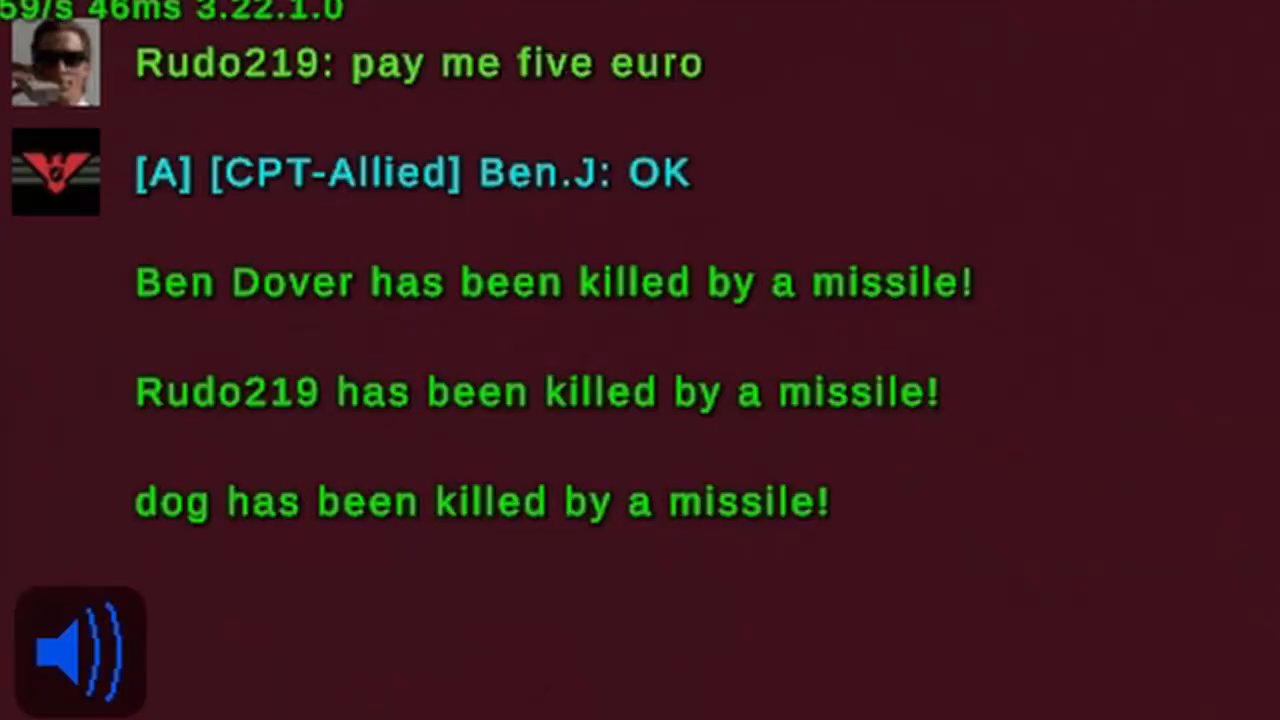 59/s 46ms 3.22.1.0
Rudo219: pay me five euro
[A] [CPT-Allied] Ben.J: OK
Ben Dover has been killed by a missile!
Rudo219 has been killed by a missile!
dog has been killed by a missile!